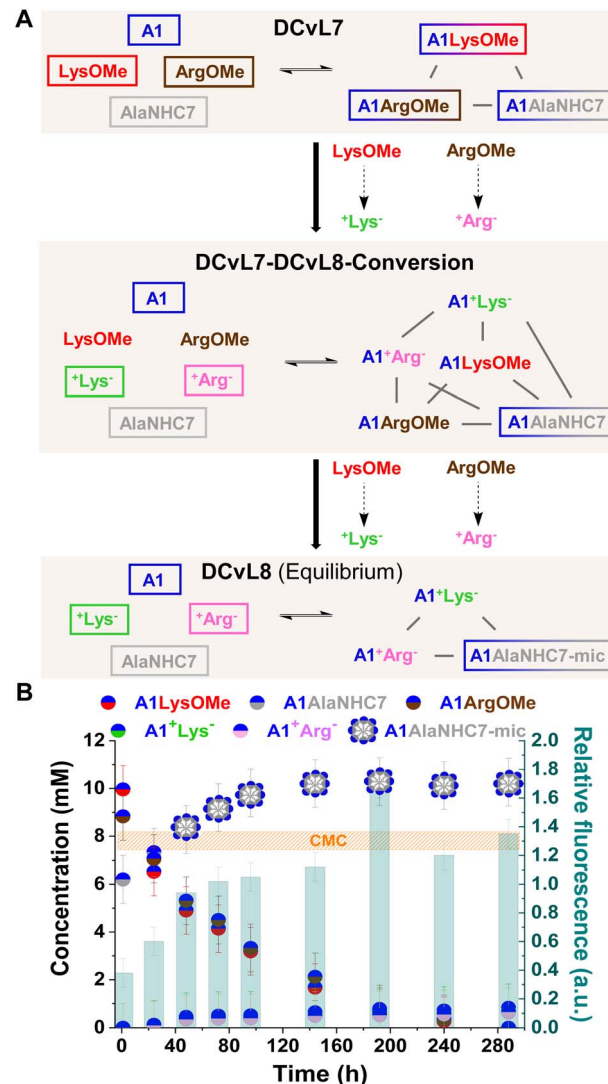 A
DCvL7
A1
LysOMe ArgOMe
AlaNHC7
A1LysOMe
A1ArgOMe
A1AlaNHC7
LysOMe ArgOMe
⁺Lys⁻ ⁺Arg⁻
DCvL7-DCvL8-Conversion
A1
LysOMe ArgOMe
⁺Lys⁻ ⁺Arg⁻
AlaNHC7
A1⁺Lys⁻
A1⁺Arg⁻
A1LysOMe
A1ArgOMe
A1AlaNHC7
LysOMe ArgOMe
⁺Lys⁻ ⁺Arg⁻
DCvL8 (Equilibrium)
A1
⁺Lys⁻ ⁺Arg⁻
AlaNHC7
A1⁺Lys⁻
A1⁺Arg⁻
A1AlaNHC7-mic
B
A1LysOMe A1AlaNHC7 A1ArgOMe
A1⁺Lys⁻ A1⁺Arg⁻ A1AlaNHC7-mic
Concentration (mM)
12
10
8
6
4
2
0
CMC
2.0
1.8
1.6
1.4
1.2
1.0
0.8
0.6
0.4
0.2
0.0
Relative fluorescence (a.u.)
0 40 80 120 160 200 240 280
Time (h)